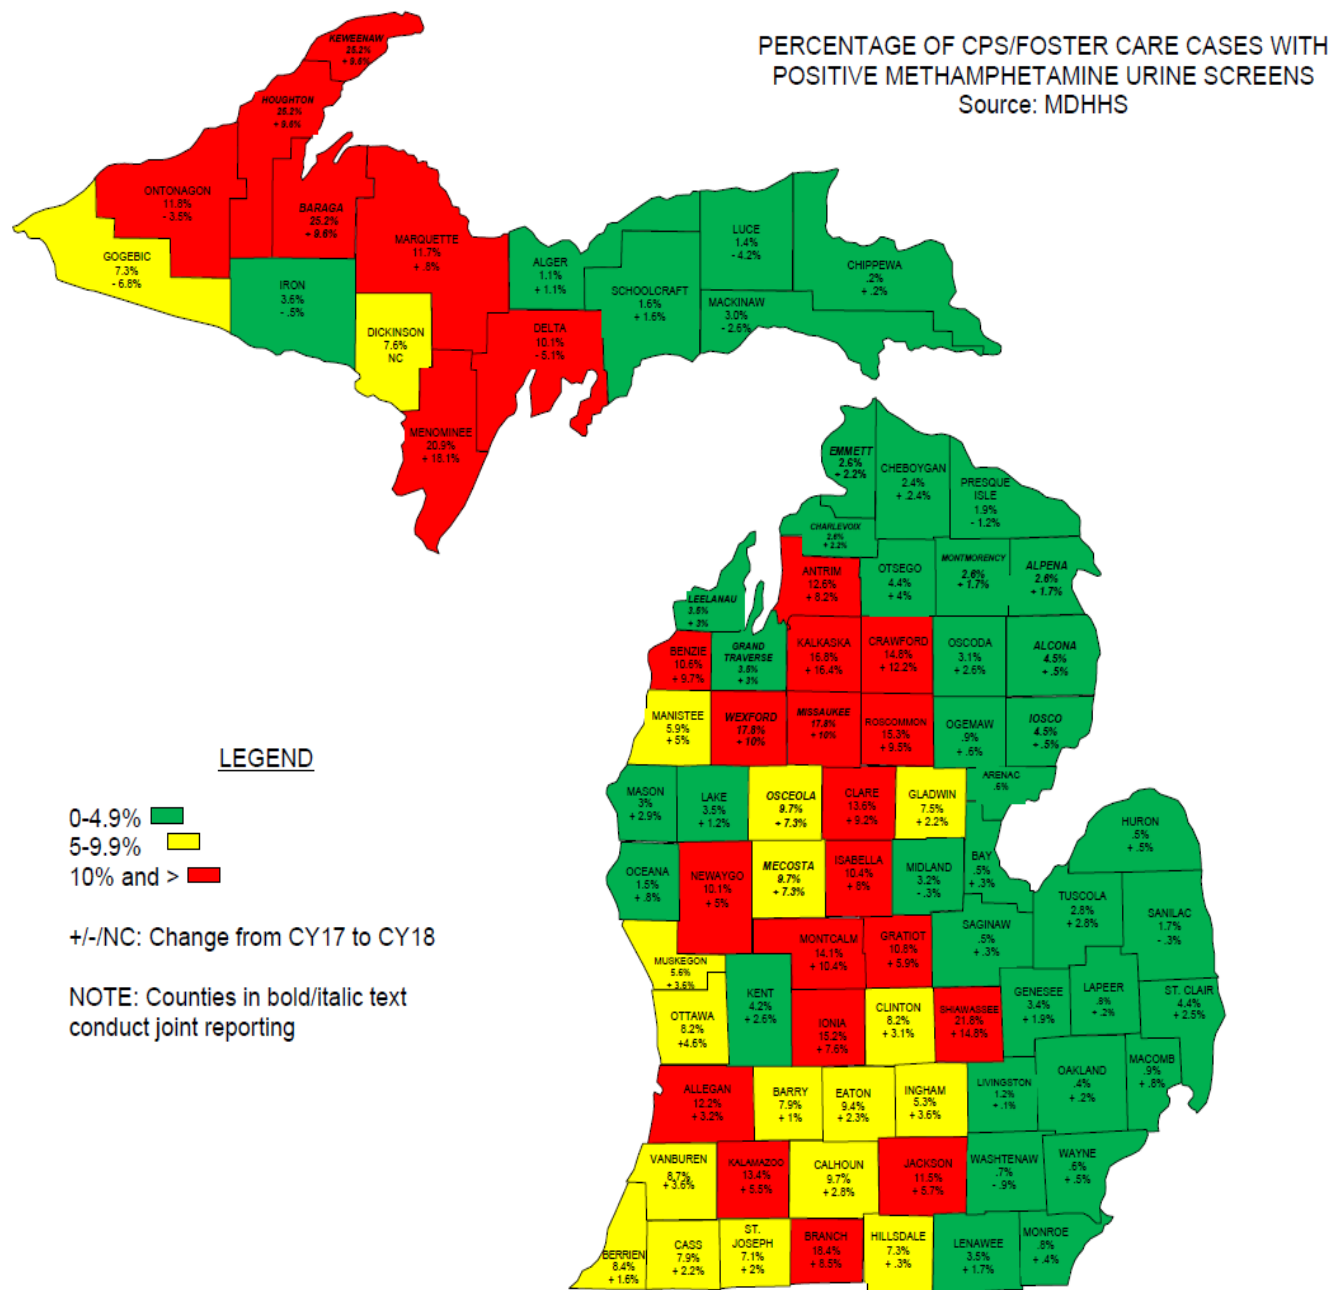 PERCENTAGE OF CPS/FOSTER CARE CASES WITH
POSITIVE METHAMPHETAMINE URINE SCREENS
Source: MDHHS
KEWEENAW
25.2%
+ 9.6%
HOUGHTON
25.2%
+ 9.6%
ONTONAGON
11.8%
- 3.5%
BARAGA
25.2%
+ 9.6%
MARQUETTE
11.7%
+ .8%
GOGEBIC
7.3%
- 6.8%
IRON
3.6%
- .5%
DICKINSON
7.6%
NC
MENOMINEE
20.9%
+ 18.1%
DELTA
10.1%
- 5.1%
ALGER
1.1%
+ 1.1%
SCHOOLCRAFT
1.6%
+ 1.6%
LUCE
1.4%
- 4.2%
MACKINAW
3.0%
- 2.6%
CHIPPEWA
.2%
+ .2%
EMMETT
2.6%
+ 2.2%
CHEBOYGAN
2.4%
+ .2.4%
PRESQUE
ISLE
1.9%
- 1.2%
CHARLEVOIX
2.6%
+ 2.2%
ANTRIM
12.6%
+ 8.2%
OTSEGO
4.4%
+ 4%
MONTMORENCY
2.6%
+ 1.7%
ALPENA
2.6%
+ 1.7%
LEELANAU
3.5%
+ 3%
BENZIE
10.6%
+ 9.7%
GRAND
TRAVERSE
3.5%
+ 3%
KALKASKA
16.8%
+ 16.4%
CRAWFORD
14.8%
+ 12.2%
OSCODA
3.1%
+ 2.6%
ALCONA
4.5%
+ .5%
MANISTEE
5.9%
+ 5%
WEXFORD
17.8%
+ 10%
MISSAUKEE
17.8%
+ 10%
ROSCOMMON
15.3%
+ 9.5%
OGEMAW
.9%
+ .6%
IOSCO
4.5%
+ .5%
LEGEND
0-4.9%
5-9.9%
10% and >
+/-/NC: Change from CY17 to CY18
NOTE: Counties in bold/italic text
conduct joint reporting
MASON
3%
+ 2.9%
LAKE
3.5%
+ 1.2%
OSCEOLA
9.7%
+ 7.3%
CLARE
13.6%
+ 9.2%
GLADWIN
7.5%
+ 2.2%
ARENAC
.6%
OCEANA
1.5%
+ .8%
NEWAYGO
10.1%
+ 5%
MECOSTA
9.7%
+ 7.3%
ISABELLA
10.4%
+ 8%
MIDLAND
3.2%
- .3%
BAY
.5%
+ .3%
HURON
.5%
+ .5%
TUSCOLA
2.8%
+ 2.8%
SANILAC
1.7%
- .3%
MUSKEGON
5.6%
+ 3.6%
MONTCALM
14.1%
+ 10.4%
GRATIOT
10.8%
+ 5.9%
SAGINAW
.5%
+ .3%
OTTAWA
8.2%
+4.6%
KENT
4.2%
+ 2.6%
IONIA
15.2%
+ 7.6%
CLINTON
8.2%
+ 3.1%
SHIAWASSEE
21.8%
+ 14.8%
GENESEE
3.4%
+ 1.9%
LAPEER
.8%
+ .2%
ST. CLAIR
4.4%
+ 2.5%
ALLEGAN
12.2%
+ 3.2%
BARRY
7.9%
+ 1%
EATON
9.4%
+ 2.3%
INGHAM
5.3%
+ 3.6%
LIVINGSTON
1.2%
+ .1%
OAKLAND
.4%
+ .2%
MACOMB
.9%
+ .8%
VANBUREN
8.7%
+ 3.6%
KALAMAZOO
13.4%
+ 5.5%
CALHOUN
9.7%
+ 2.8%
JACKSON
11.5%
+ 5.7%
WASHTENAW
.7%
- .9%
WAYNE
.6%
+ .5%
BERRIEN
8.4%
+ 1.6%
CASS
7.9%
+ 2.2%
ST.
JOSEPH
7.1%
+ 2%
BRANCH
18.4%
+ 8.5%
HILLSDALE
7.3%
+ .3%
LENAWEE
3.5%
+ 1.7%
MONROE
.8%
+ .4%